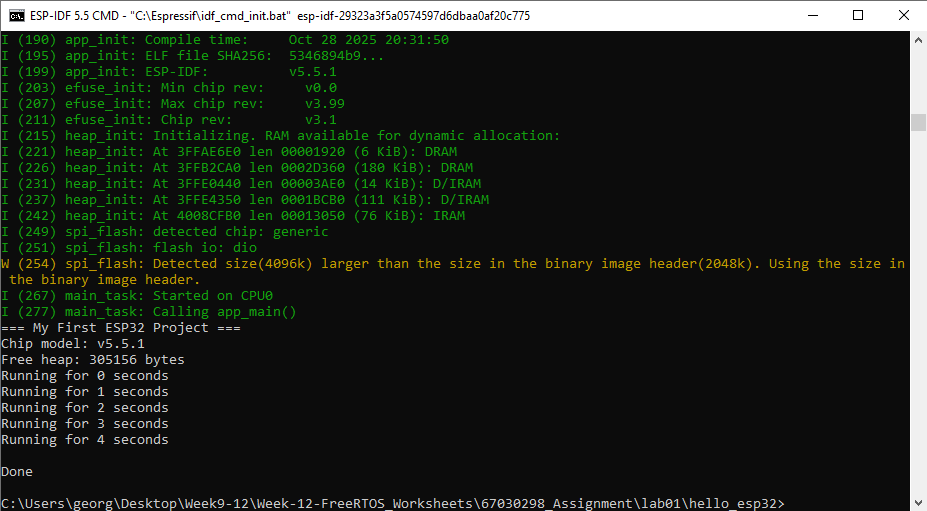 ESP-IDF 5.5 CMD - "C:\Espressif\idf_cmd_init.bat"  esp-idf-29323a3f5a0574597d6dbaa0af20c775
I (190) app_init: Compile time:     Oct 28 2025 20:31:50
I (195) app_init: ELF file SHA256:  5346894b9...
I (199) app_init: ESP-IDF:          v5.5.1
I (203) efuse_init: Min chip rev:     v0.0
I (207) efuse_init: Max chip rev:     v3.99
I (211) efuse_init: Chip rev:         v3.1
I (215) heap_init: Initializing. RAM available for dynamic allocation:
I (221) heap_init: At 3FFAE6E0 len 00001920 (6 KiB): DRAM
I (226) heap_init: At 3FFB2CA0 len 0002D360 (180 KiB): DRAM
I (231) heap_init: At 3FFE0440 len 00003AE0 (14 KiB): D/IRAM
I (237) heap_init: At 3FFE4350 len 0001BCB0 (111 KiB): D/IRAM
I (242) heap_init: At 4008CFB0 len 00013050 (76 KiB): IRAM
I (249) spi_flash: detected chip: generic
I (251) spi_flash: flash io: dio
W (254) spi_flash: Detected size(4096k) larger than the size in the binary image header(2048k). Using the size in
 the binary image header.
I (267) main_task: Started on CPU0
I (277) main_task: Calling app_main()
=== My First ESP32 Project ===
Chip model: v5.5.1
Free heap: 305156 bytes
Running for 0 seconds
Running for 1 seconds
Running for 2 seconds
Running for 3 seconds
Running for 4 seconds
Done
C:\Users\georg\Desktop\Week9-12\Week-12-FreeRTOS_Worksheets\67030298_Assignment\lab01\hello_esp32>